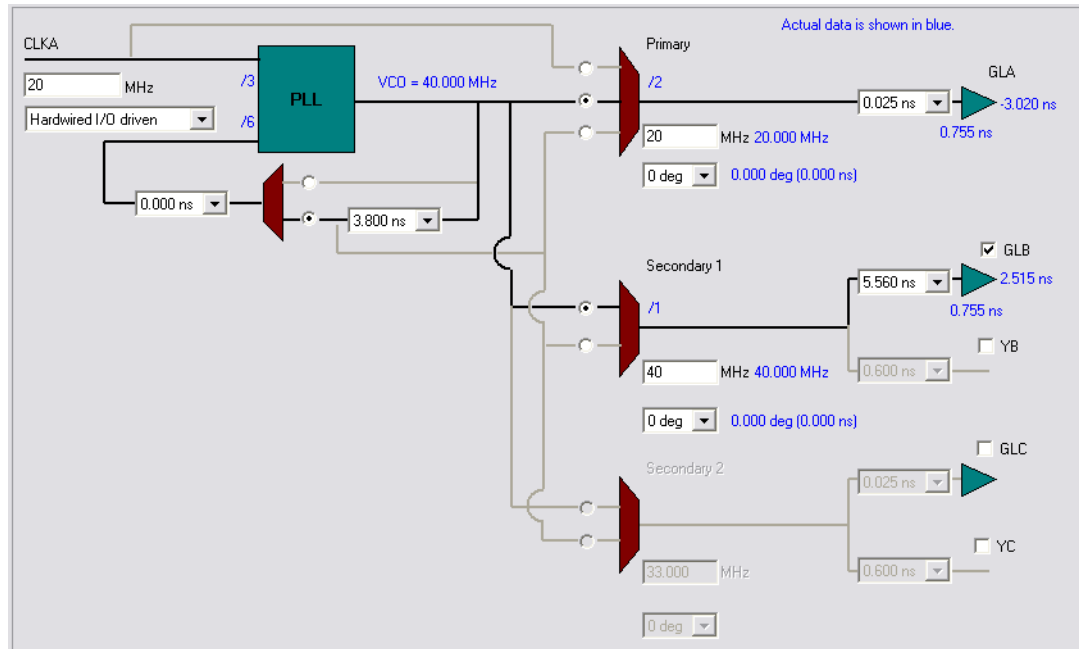 Actual data is shown in blue.
CLKA
20 MHz
Hardwired I/O driven
/3
/6
PLL
VCO = 40.000 MHz
0.000 ns
3.800 ns
Primary
/2
20 MHz 20.000 MHz
0 deg 0.000 deg (0.000 ns)
0.025 ns
GLA
-3.020 ns
0.755 ns
Secondary 1
/1
40 MHz 40.000 MHz
0 deg 0.000 deg (0.000 ns)
5.560 ns
GLB
2.515 ns
0.755 ns
0.600 ns
YB
Secondary 2
33.000 MHz
0 deg
0.025 ns
GLC
0.600 ns
YC